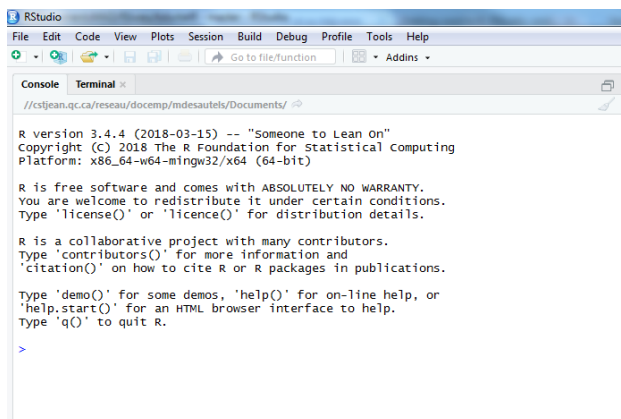 RStudio
File Edit Code View Plots Session Build Debug Profile Tools Help
Go to file/function Addins
Console Terminal
//cstjean.qc.ca/reseau/docemp/mdesautels/Documents/
R version 3.4.4 (2018-03-15) -- "Someone to Lean On"
Copyright (C) 2018 The R Foundation for Statistical Computing
Platform: x86_64-w64-mingw32/x64 (64-bit)
R is free software and comes with ABSOLUTELY NO WARRANTY.
You are welcome to redistribute it under certain conditions.
Type 'license()' or 'licence()' for distribution details.
R is a collaborative project with many contributors.
Type 'contributors()' for more information and
'citation()' on how to cite R or R packages in publications.
Type 'demo()' for some demos, 'help()' for on-line help, or
'help.start()' for an HTML browser interface to help.
Type 'q()' to quit R.
>